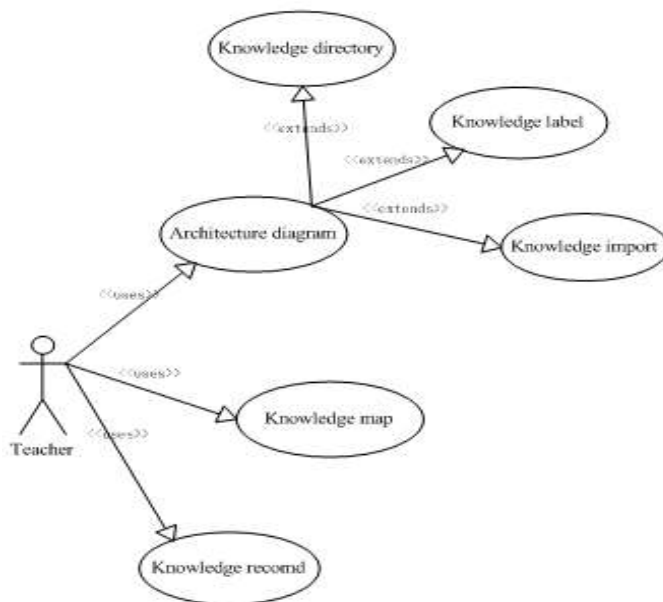 Knowledge directory
<<extends>>
Knowledge label
<<extends>>
<<extends>>
Architecture diagram
Knowledge import
<<uses>>
<<uses>>
Knowledge map
<<uses>>
Teacher
Knowledge recomd